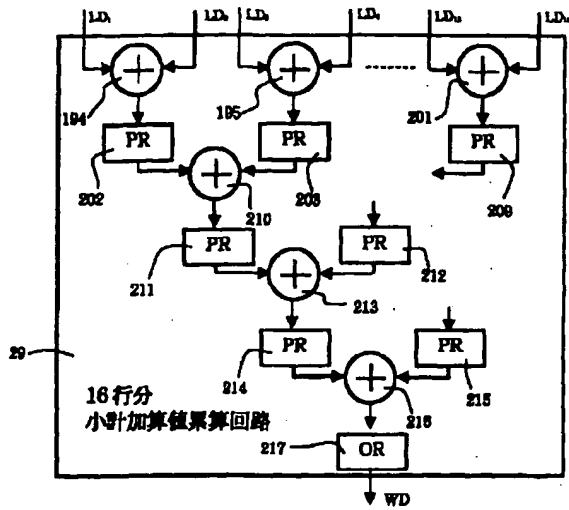 LD₁ LD₂ LD₃ LD₄ LD₁₅
194 195 201
PR PR PR
202 203 209
210
PR PR
211 212
213
PR PR
29
214 215
216
16行分
小計加算値累算回路
217 OR
WD